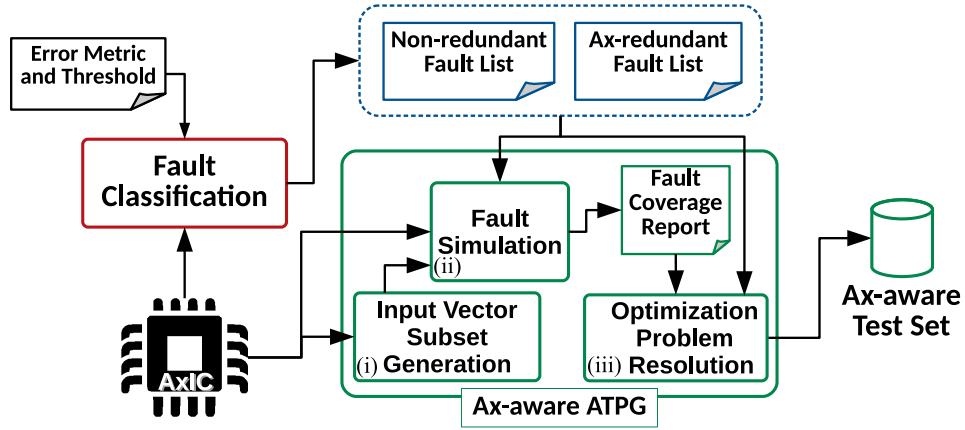 Error Metric
and Threshold
Non-redundant
Fault List
Ax-redundant
Fault List
Fault
Classification
Fault
Simulation
(ii)
Fault
Coverage
Report
Input Vector
Subset
(i) Generation
Optimization
Problem
(iii) Resolution
Ax-aware
Test Set
AxIC
Ax-aware ATPG